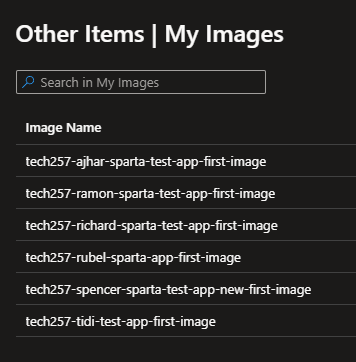 Other Items | My Images
Search in My Images
Image Name
tech257-ajhar-sparta-test-app-first-image
tech257-ramon-sparta-test-app-first-image
tech257-richard-sparta-test-app-first-image
tech257-rubel-sparta-app-first-image
tech257-spencer-sparta-test-app-new-first-image
tech257-tidi-test-app-first-image